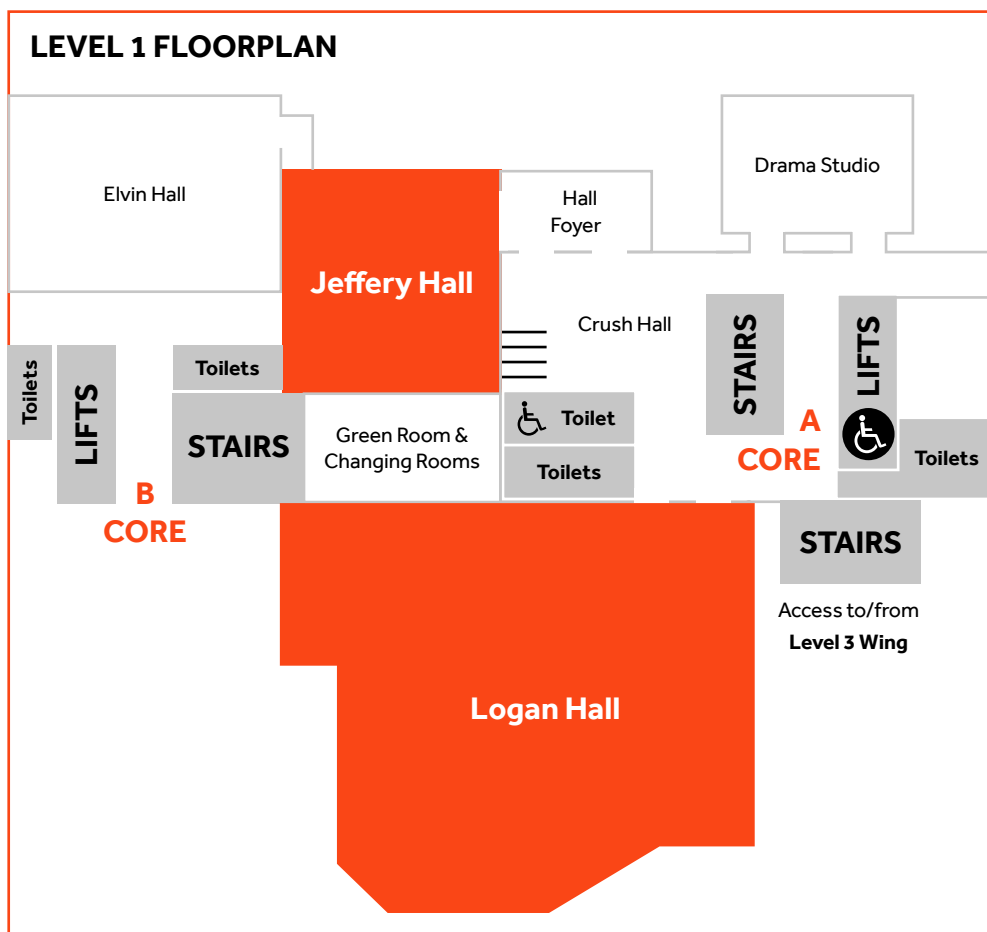 LEVEL 1 FLOORPLAN
Elvin Hall
Jeffery Hall
Hall
Foyer
Drama Studio
Crush Hall
STAIRS
LIFTS
Toilets
LIFTS
Toilets
STAIRS
Green Room &
Changing Rooms
Toilet
Toilets
A
CORE
Toilets
B
CORE
STAIRS
Access to/from
Level 3 Wing
Logan Hall